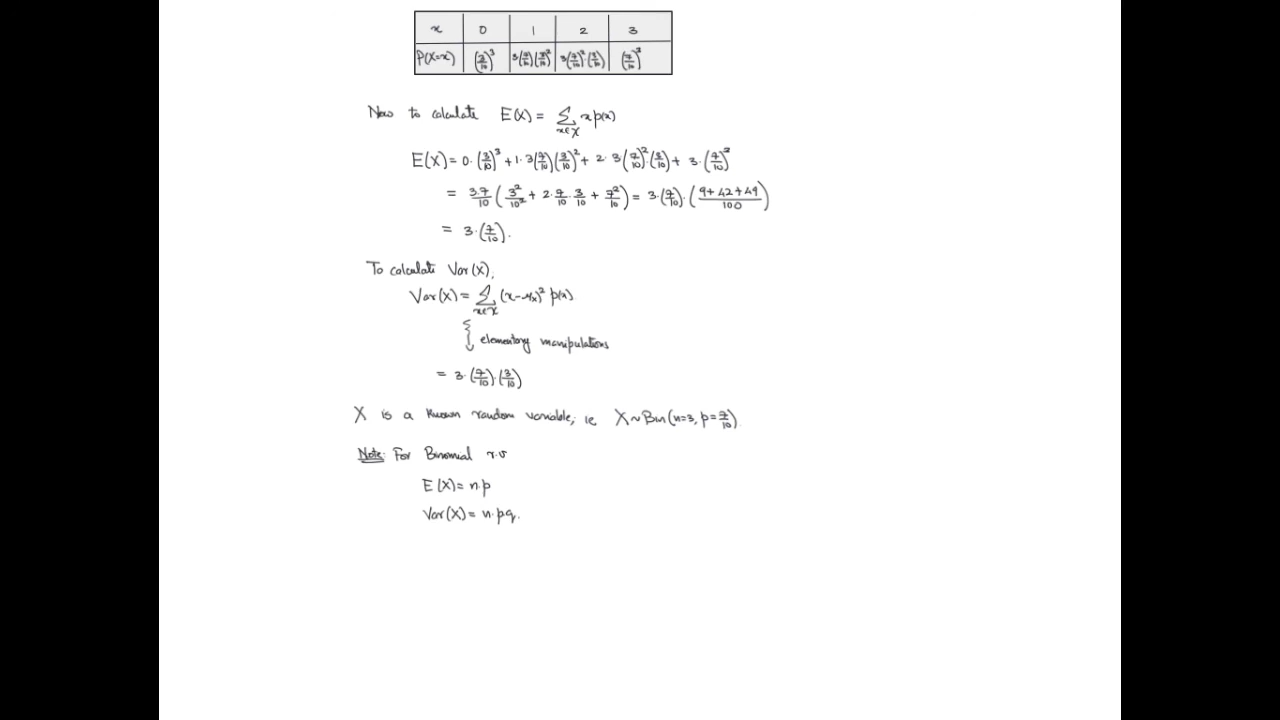 x 0 1 2 3
P(X=x) (3/10)^3 3(7/10)(3/10)^2 3(7/10)^2·(3/10) (7/10)^3
Now to calculate E(X) = Σ_{x∈χ} x p(x)
E(X) = 0·(3/10)^3 + 1·3(7/10)(3/10)^2 + 2·3(7/10)^2·(3/10) + 3·(7/10)^3
= 3.7/10 (3^2/10^2 + 2·7/10·3/10 + 7^2/10) = 3·(7/10)·(9+42+49/100)
= 3·(7/10).
To calculate Var(X),
Var(X) = Σ_{x∈χ} (x-μ_x)^2 p(x)
elementary manipulations
= 3·(7/10)·(3/10)
X is a known random variable, ie, X~Bin(n=3, p=7/10).
Note: For Binomial r.v
E(X) = n.p
Var(X) = n.pq.